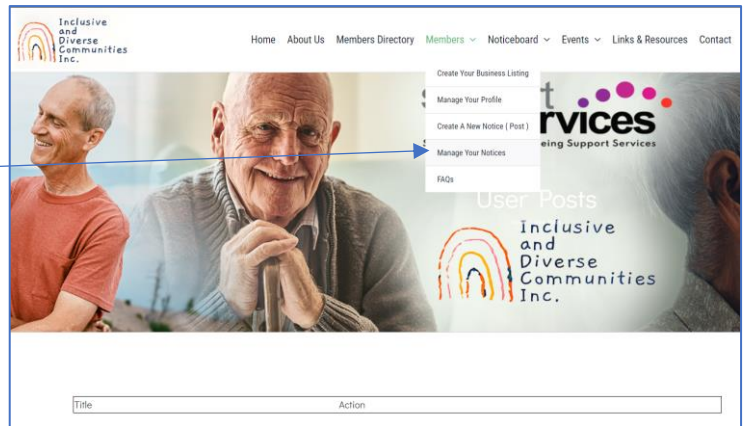 Inclusive
and
Diverse
Communities
Inc.
Home About Us Members Directory Members Noticeboard Events Links & Resources Contact
Create Your Business Listing
Manage Your Profile
Create A New Notice ( Post )
Manage Your Notices
FAQs
eing Support Services
User Posts
Inclusive
and
Diverse
Communities
Inc.
Title Action